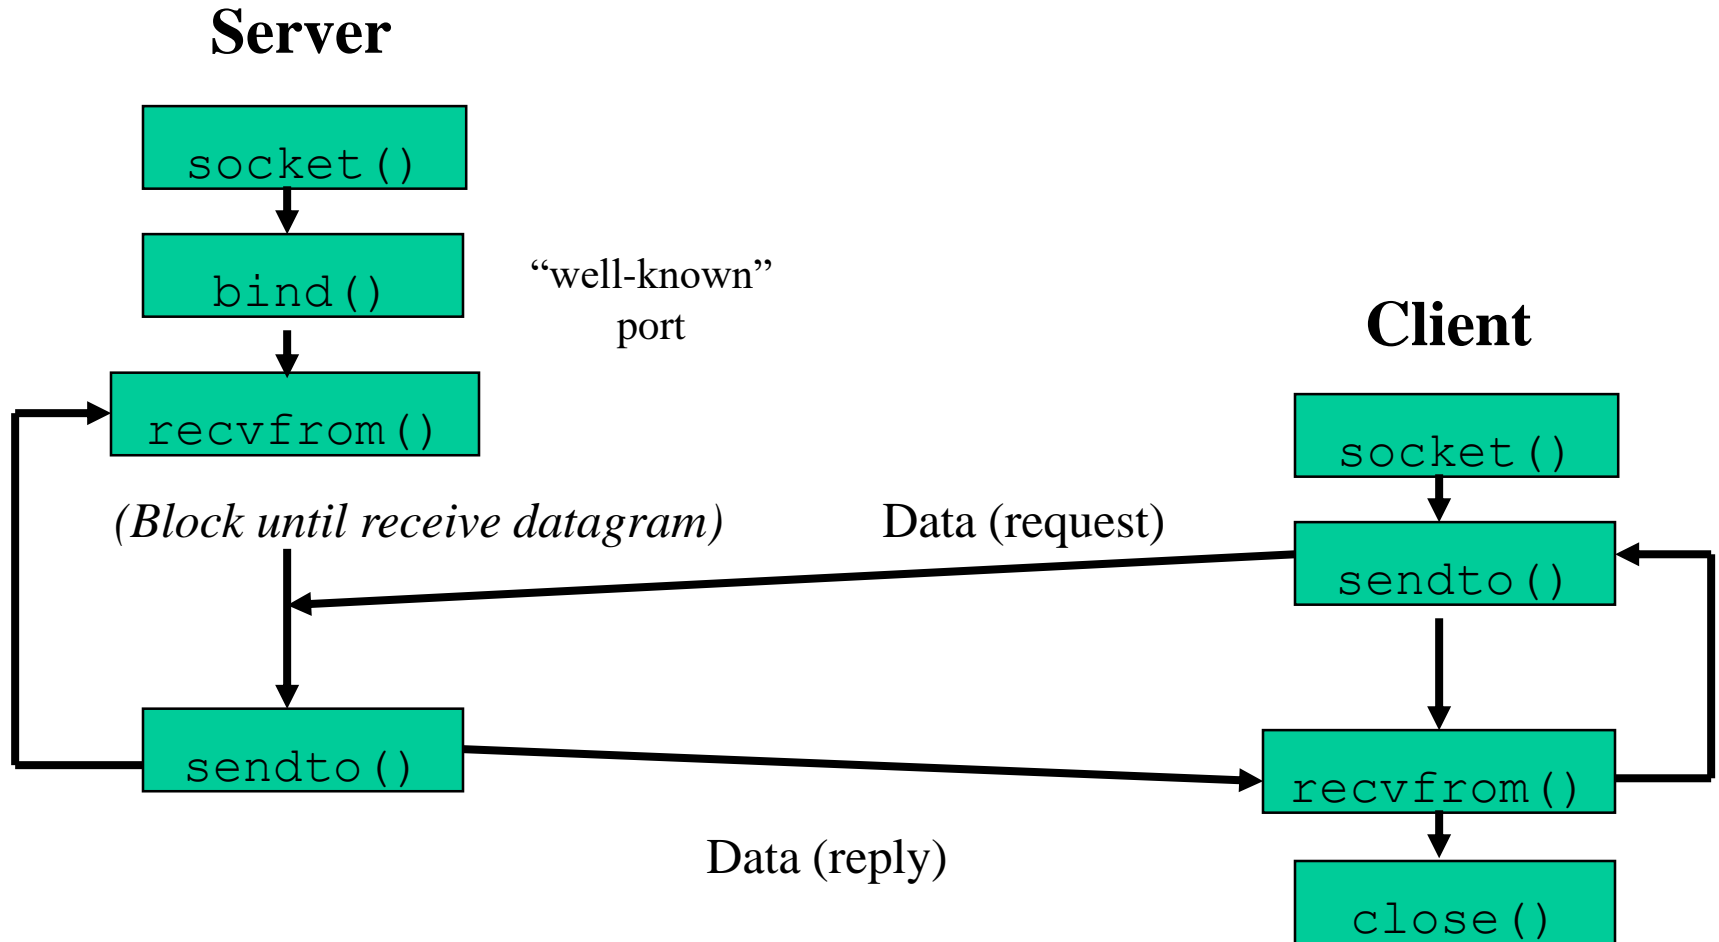 Server
socket()
bind()
“well-known”
port
recvfrom()
(Block until receive datagram)
sendto()
Data (request)
Data (reply)
Client
socket()
sendto()
recvfrom()
close()